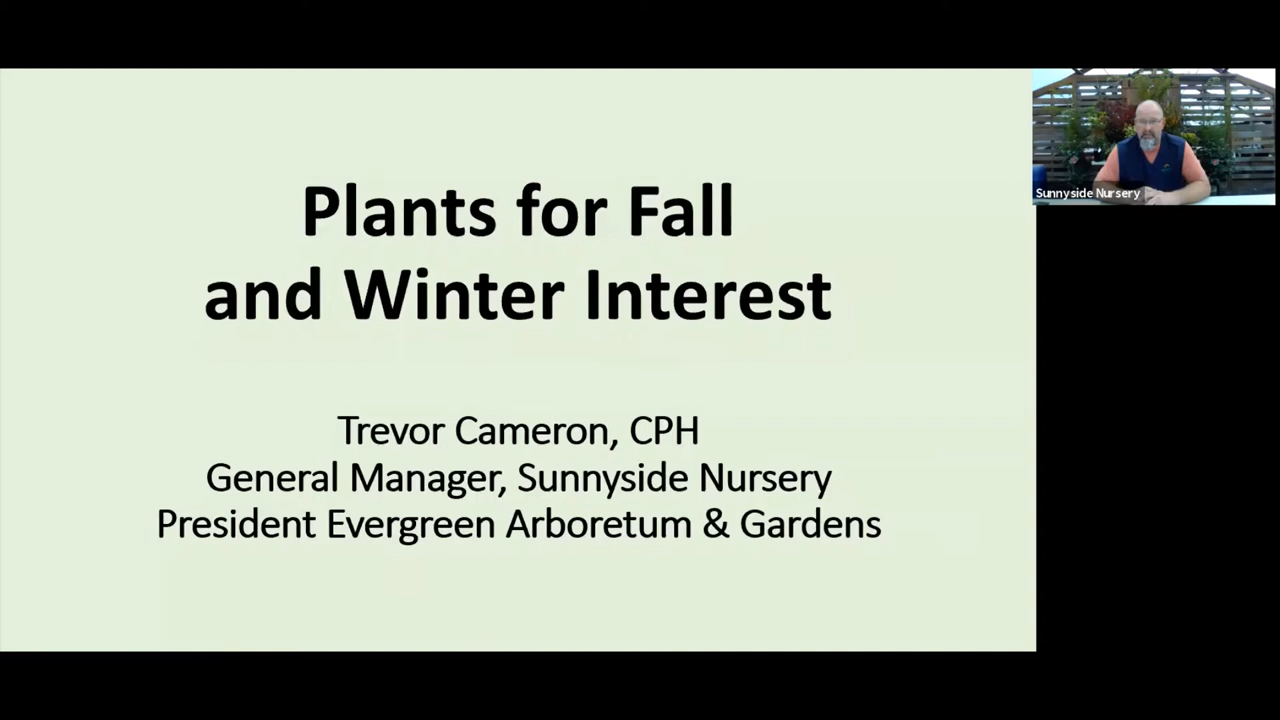 Plants for Fall
and Winter Interest
Trevor Cameron, CPH
General Manager, Sunnyside Nursery
President Evergreen Arboretum & Gardens
Sunnyside Nursery